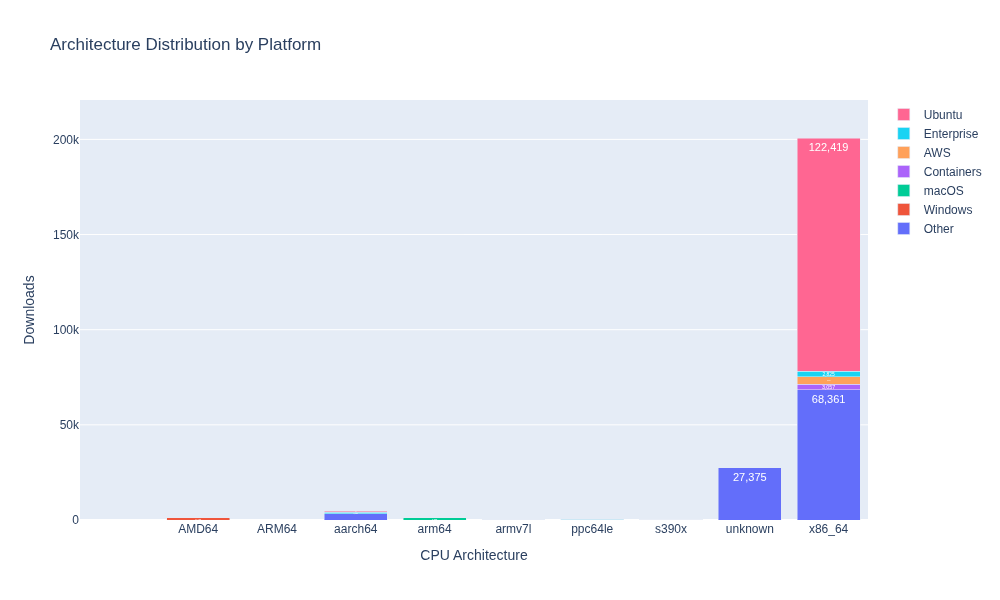 Architecture Distribution by Platform
200k
150k
100k
50k
0
Downloads
122,419
68,361
27,375
AMD64
ARM64
aarch64
arm64
armv7l
ppc64le
s390x
unknown
x86_64
CPU Architecture
Ubuntu
Enterprise
AWS
Containers
macOS
Windows
Other